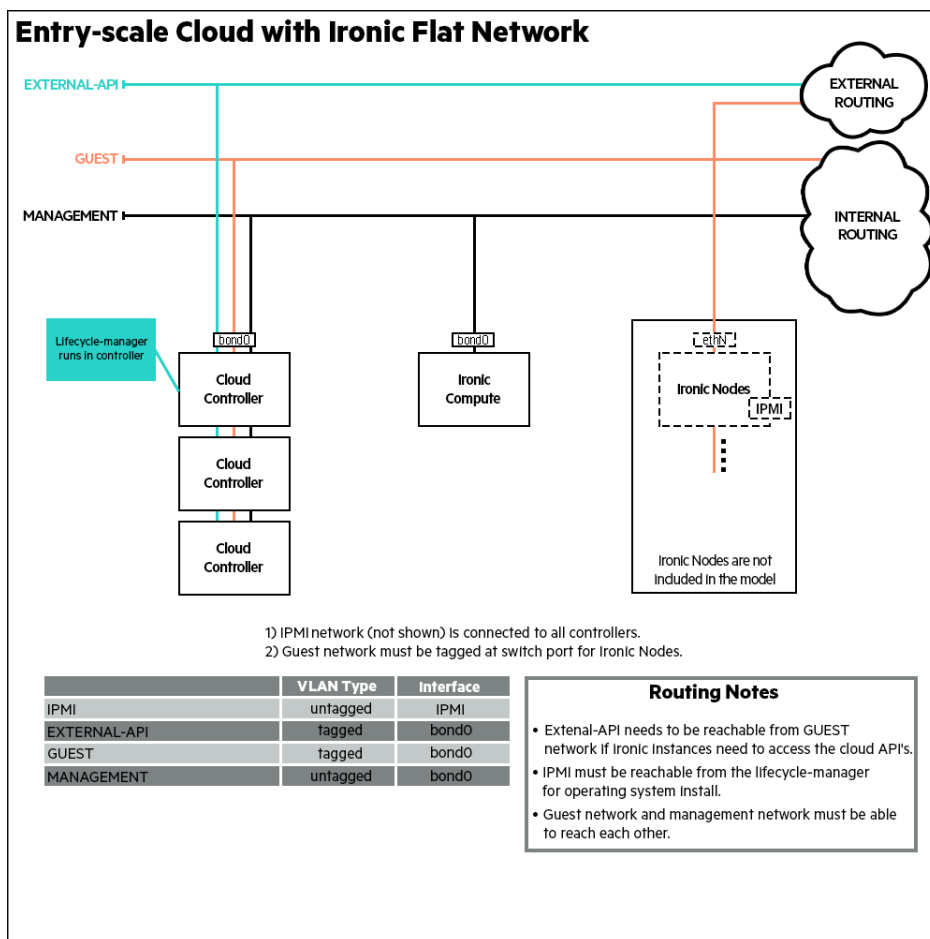 Entry-scale Cloud with Ironic Flat Network
EXTERNAL-API
EXTERNAL
ROUTING
GUEST
MANAGEMENT
INTERNAL
ROUTING
Lifecycle-manager
runs in controller
bond0
bond0
ethN
Cloud
Controller
Ironic
Compute
Ironic Nodes
IPMI
Cloud
Controller
Cloud
Controller
Ironic Nodes are not
included in the model
1) IPMI network (not shown) is connected to all controllers.
2) Guest network must be tagged at switch port for Ironic Nodes.
VLAN Type Interface
IPMI untagged IPMI
EXTERNAL-API tagged bond0
GUEST tagged bond0
MANAGEMENT untagged bond0
Routing Notes
• Extenal-API needs to be reachable from GUEST
network if ironic instances need to access the cloud API's.
• IPMI must be reachable from the lifecycle-manager
for operating system install.
• Guest network and management network must be able
to reach each other.